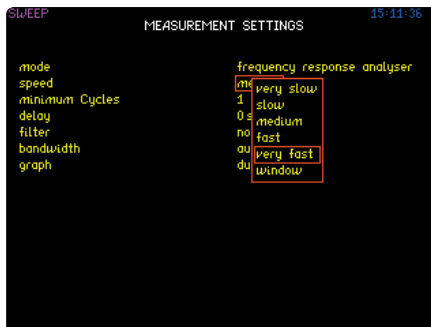 SWEEP 15:11:36
MEASUREMENT SETTINGS
mode frequency response analyser
speed me
very slow
minimum Cycles 1
slow
delay 0s
medium
filter no
fast
bandwidth au
very fast
graph du
window